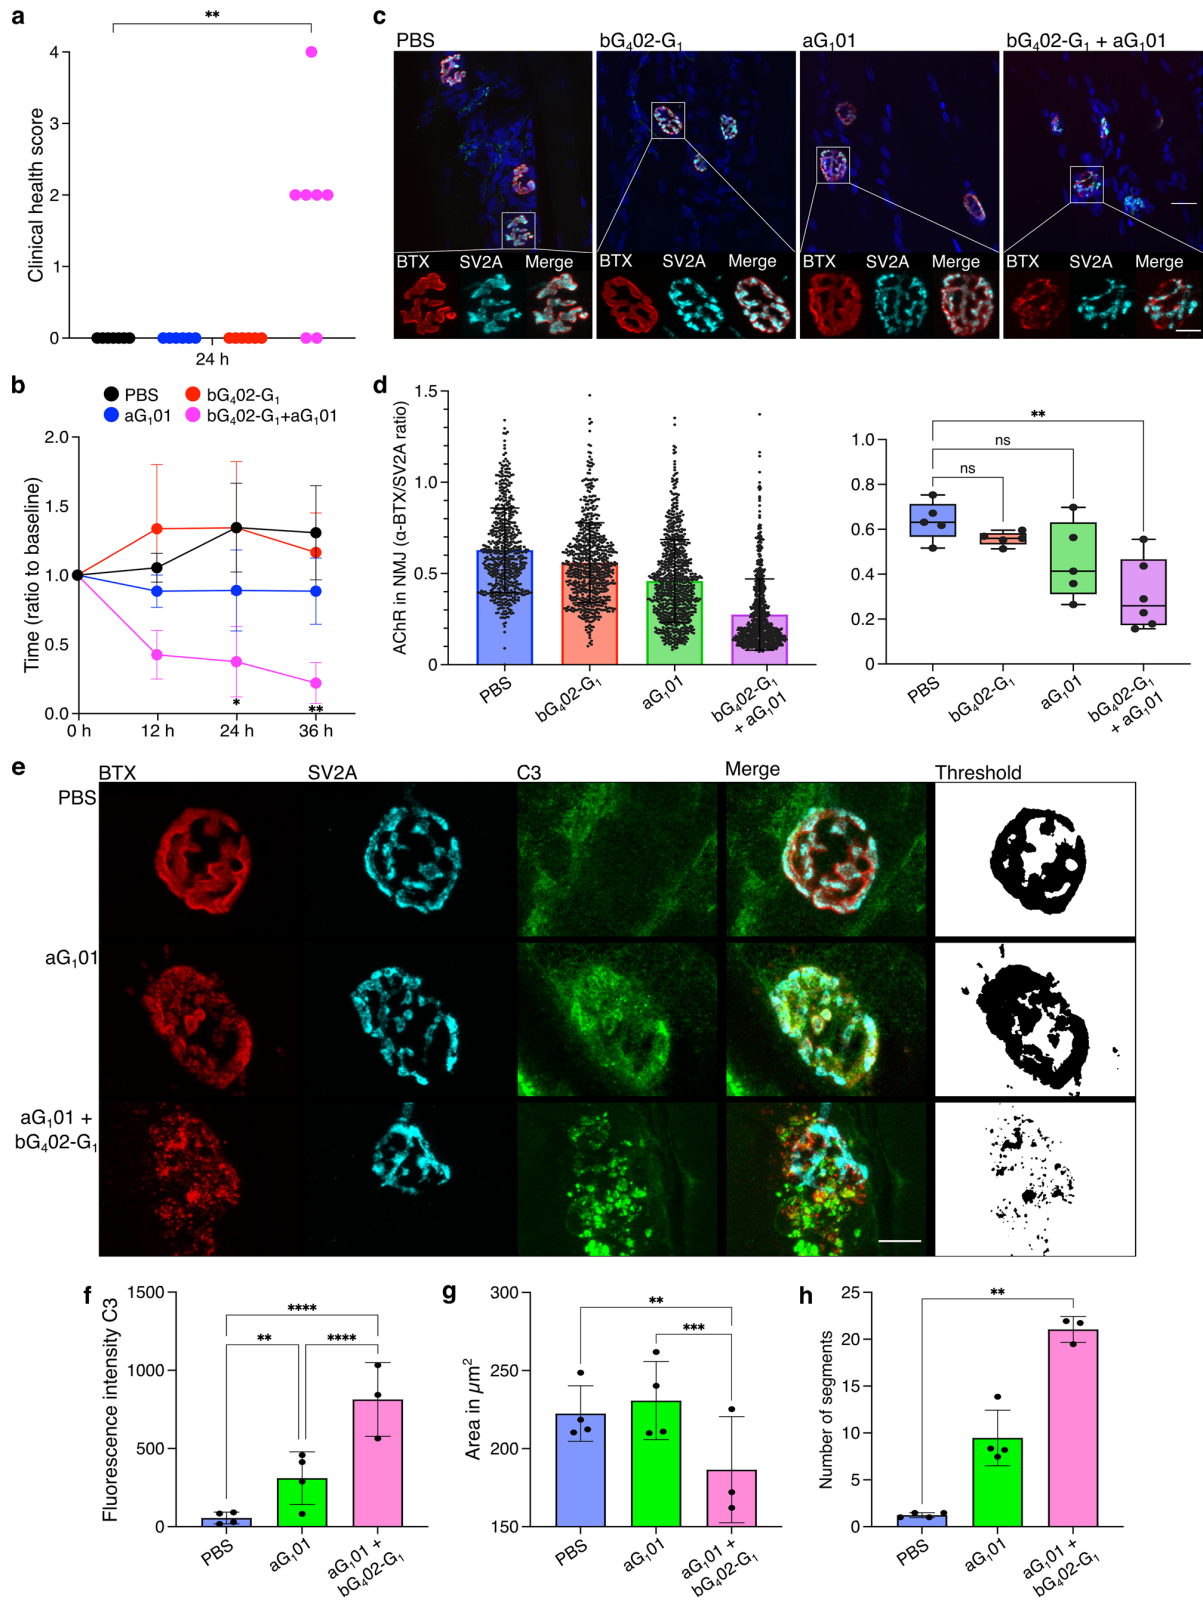 a
**
Clinical health score
4
3
2
1
0
24 h
b
PBS
bG₄02-G₁
aG₁01
bG₄02-G₁+aG₁01
Time (ratio to baseline)
2.0
1.5
1.0
0.5
0.0
*
**
0 h
12 h
24 h
36 h
c
PBS
bG₄02-G₁
aG₁01
bG₄02-G₁ + aG₁01
BTX SV2A Merge
BTX SV2A Merge
BTX SV2A Merge
BTX SV2A Merge
d
AChR in NMJ (α-BTX/SV2A ratio)
1.5
1.0
0.5
0
PBS
bG₄02-G₁
aG₁01
bG₄02-G₁
+ aG₁01
**
ns
ns
1.0
0.8
0.6
0.4
0.2
0
PBS
bG₄02-G₁
aG₁01
bG₄02-G₁
+ aG₁01
e
BTX
SV2A
C3
Merge
Threshold
PBS
aG₁01
aG₁01 +
bG₄02-G₁
f
Fluorescence intensity C3
1500
1000
500
0
****
**
****
PBS
aG₁01
aG₁01 +
bG₄02-G₁
g
Area in µm²
300
250
200
150
**
***
PBS
aG₁01
aG₁01 +
bG₄02-G₁
h
Number of segments
25
20
15
10
5
0
**
PBS
aG₁01
aG₁01 +
bG₄02-G₁